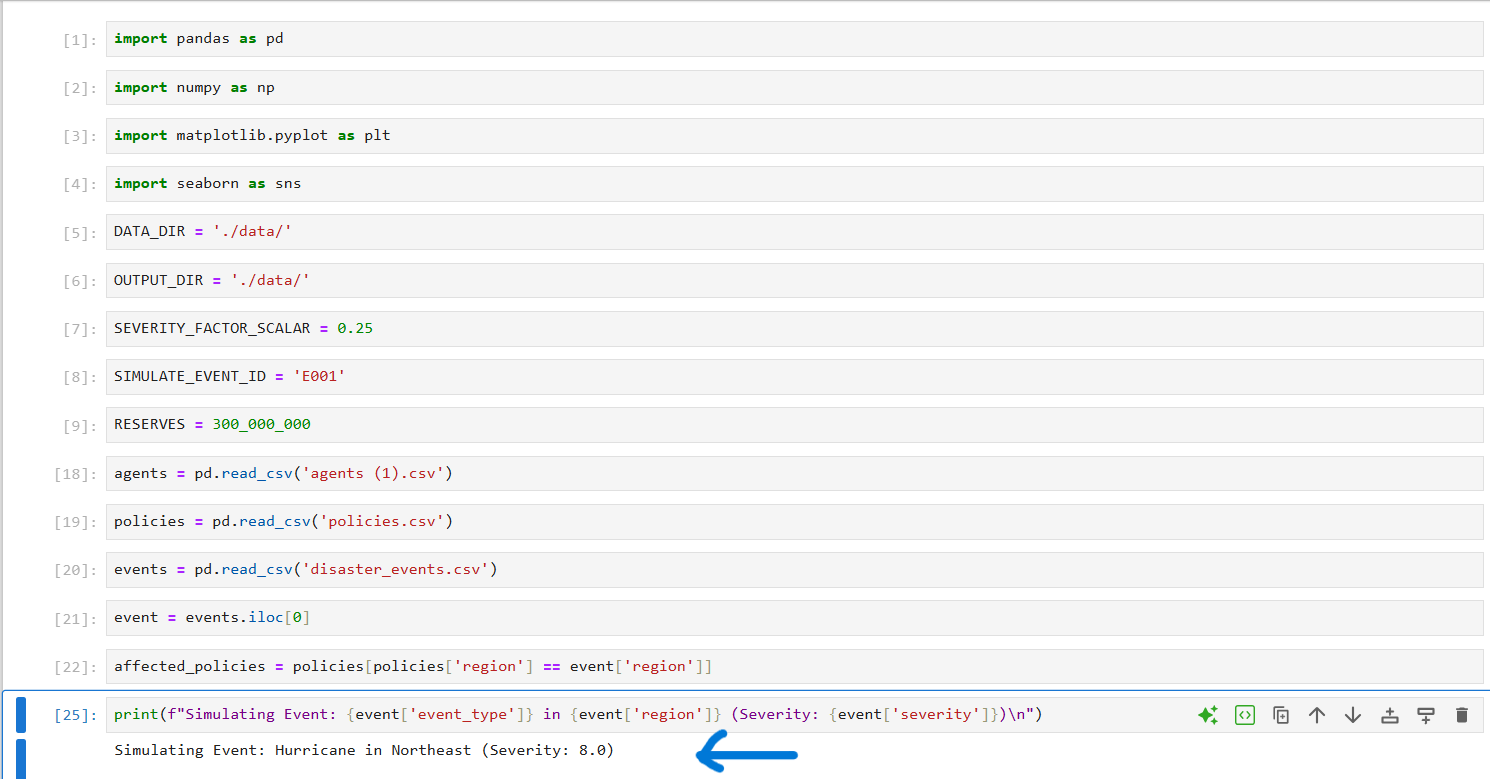 [1]: import pandas as pd
[2]: import numpy as np
[3]: import matplotlib.pyplot as plt
[4]: import seaborn as sns
[5]: DATA_DIR = './data/'
[6]: OUTPUT_DIR = './data/'
[7]: SEVERITY_FACTOR_SCALAR = 0.25
[8]: SIMULATE_EVENT_ID = 'E001'
[9]: RESERVES = 300_000_000
[18]: agents = pd.read_csv('agents (1).csv')
[19]: policies = pd.read_csv('policies.csv')
[20]: events = pd.read_csv('disaster_events.csv')
[21]: event = events.iloc[0]
[22]: affected_policies = policies[policies['region'] == event['region']]
[25]: print(f"Simulating Event: {event['event_type']} in {event['region']} (Severity: {event['severity']})\n")
Simulating Event: Hurricane in Northeast (Severity: 8.0)